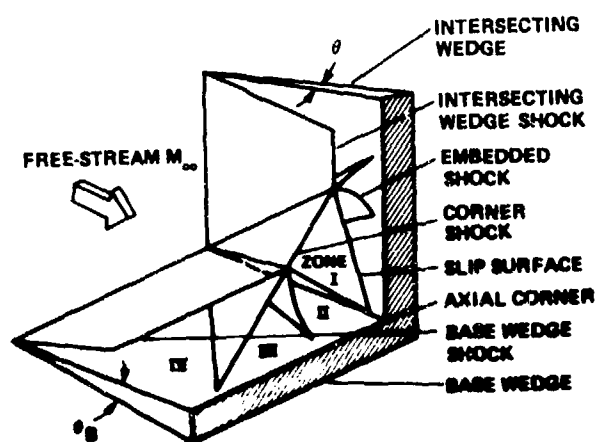 θ
INTERSECTING
WEDGE
INTERSECTING
WEDGE SHOCK
FREE-STREAM M∞
EMBEDDED
SHOCK
CORNER
SHOCK
ZONE
I
SLIP SURFACE
II
AXIAL CORNER
BASE WEDGE
SHOCK
IV
III
BASE WEDGE
θB